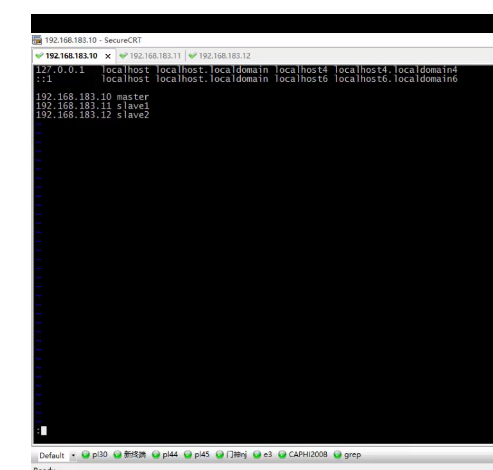 192.168.183.10 - SecureCRT
192.168.183.10 x 192.168.183.11 192.168.183.12
127.0.0.1 localhost localhost.localdomain localhost4 localhost4.localdomain4
::1 localhost localhost.localdomain localhost6 localhost6.localdomain6
192.168.183.10 master
192.168.183.11 slave1
192.168.183.12 slave2
:
Default pl30 新终端 pl44 pl45 门神nj e3 CAPHI2008 grep